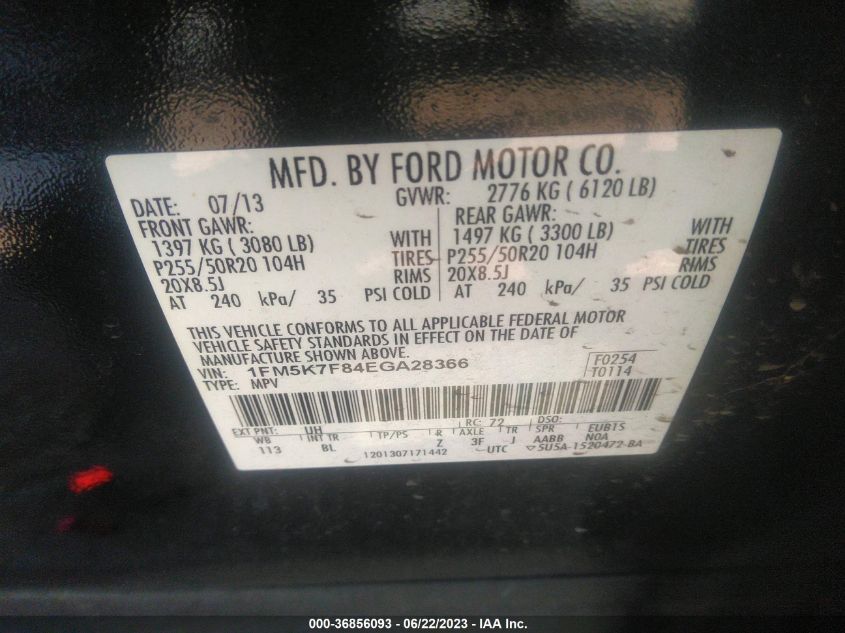 MFD. BY FORD MOTOR CO.
DATE: 07/13 GVWR: 2776 KG ( 6120 LB)
FRONT GAWR: REAR GAWR:
1397 KG ( 3080 LB) WITH 1497 KG ( 3300 LB) WITH
P255/50R20 104H TIRES P255/50R20 104H TIRES
20X8.5J RIMS 20X8.5J RIMS
AT 240 kPa/ 35 PSI COLD AT 240 kPa/ 35 PSI COLD
THIS VEHICLE CONFORMS TO ALL APPLICABLE FEDERAL MOTOR
VEHICLE SAFETY STANDARDS IN EFFECT ON THE DATE OF
MANUFACTURE SHOWN ABOVE.
VIN: 1FM5K7F84EGA28366 F0254
TYPE: MPV T0114
EXT PNT: UH RC: 72 DSO:
WB INT TR TP/PS R AXLE TR SPR EUBTS
113 BL Z 3F J AABB NOA
1201307171442 UTC ▽5U5A-1520472-BA
000-36856093 - 06/22/2023 - IAA Inc.